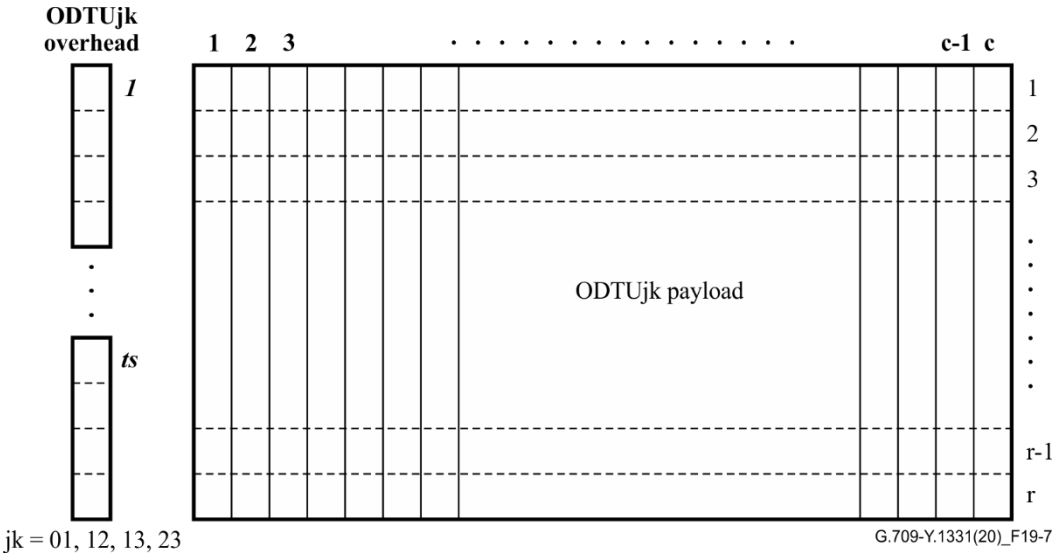 ODTUjk
overhead
1 2 3 . . . . . . . . . . . . . . . c-1 c
1
1
2
3
ODTUjk payload
ts
r-1
r
jk = 01, 12, 13, 23
G.709-Y.1331(20)_F19-7